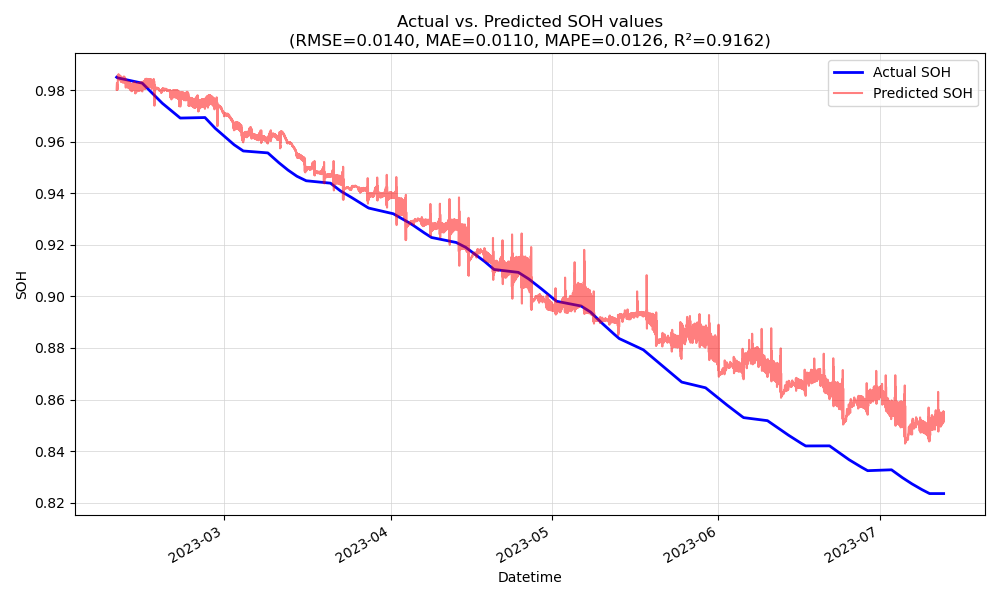 Actual vs. Predicted SOH values
(RMSE=0.0140, MAE=0.0110, MAPE=0.0126, R²=0.9162)
Actual SOH
Predicted SOH
0.98
0.96
0.94
0.92
0.90
0.88
0.86
0.84
0.82
SOH
2023-03
2023-04
2023-05
2023-06
2023-07
Datetime